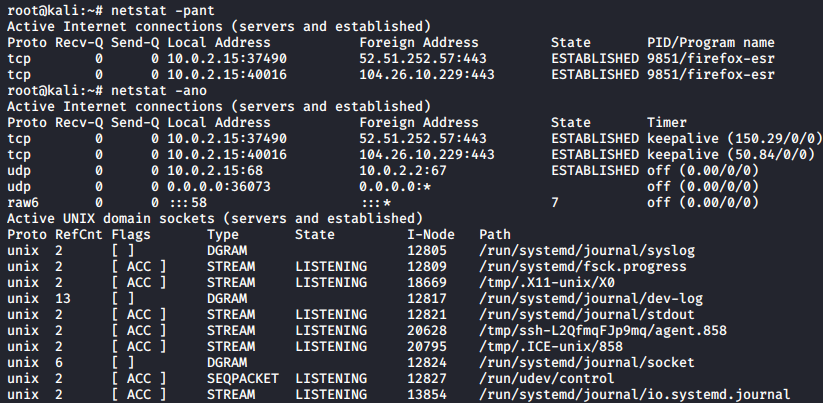 root@kali:~# netstat -pant
Active Internet connections (servers and established)
Proto Recv-Q Send-Q Local Address           Foreign Address         State       PID/Program name
tcp        0      0 10.0.2.15:37490         52.51.252.57:443        ESTABLISHED 9851/firefox-esr
tcp        0      0 10.0.2.15:40016         104.26.10.229:443       ESTABLISHED 9851/firefox-esr
root@kali:~# netstat -ano
Active Internet connections (servers and established)
Proto Recv-Q Send-Q Local Address           Foreign Address         State       Timer
tcp        0      0 10.0.2.15:37490         52.51.252.57:443        ESTABLISHED keepalive (150.29/0/0)
tcp        0      0 10.0.2.15:40016         104.26.10.229:443       ESTABLISHED keepalive (50.84/0/0)
udp        0      0 10.0.2.15:68            10.0.2.2:67             ESTABLISHED off (0.00/0/0)
udp        0      0 0.0.0.0:36073           0.0.0.0:*                           off (0.00/0/0)
raw6       0      0 :::58                   :::*                    7           off (0.00/0/0)
Active UNIX domain sockets (servers and established)
Proto RefCnt Flags       Type       State         I-Node   Path
unix  2      [ ]         DGRAM                    12805    /run/systemd/journal/syslog
unix  2      [ ACC ]     STREAM     LISTENING     12809    /run/systemd/fsck.progress
unix  2      [ ACC ]     STREAM     LISTENING     18669    /tmp/.X11-unix/X0
unix  13     [ ]         DGRAM                    12817    /run/systemd/journal/dev-log
unix  2      [ ACC ]     STREAM     LISTENING     12821    /run/systemd/journal/stdout
unix  2      [ ACC ]     STREAM     LISTENING     20628    /tmp/ssh-L2QfmqFJp9mq/agent.858
unix  2      [ ACC ]     STREAM     LISTENING     20795    /tmp/.ICE-unix/858
unix  6      [ ]         DGRAM                    12824    /run/systemd/journal/socket
unix  2      [ ACC ]     SEQPACKET  LISTENING     12827    /run/udev/control
unix  2      [ ACC ]     STREAM     LISTENING     13854    /run/systemd/journal/io.systemd.journal